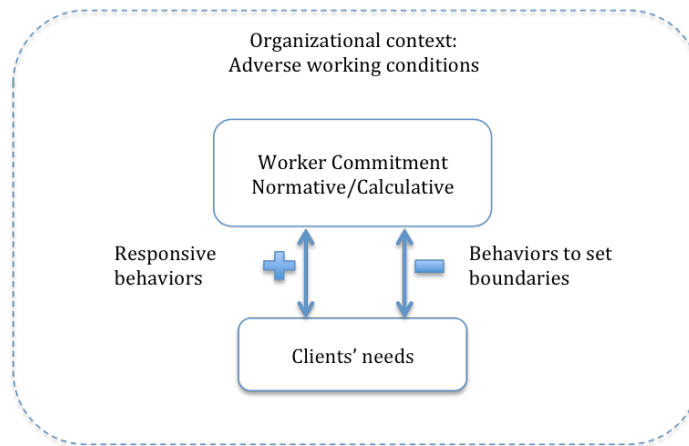 Organizational context:
Adverse working conditions
Worker Commitment
Normative/Calculative
Responsive
behaviors
Behaviors to set
boundaries
Clients’ needs